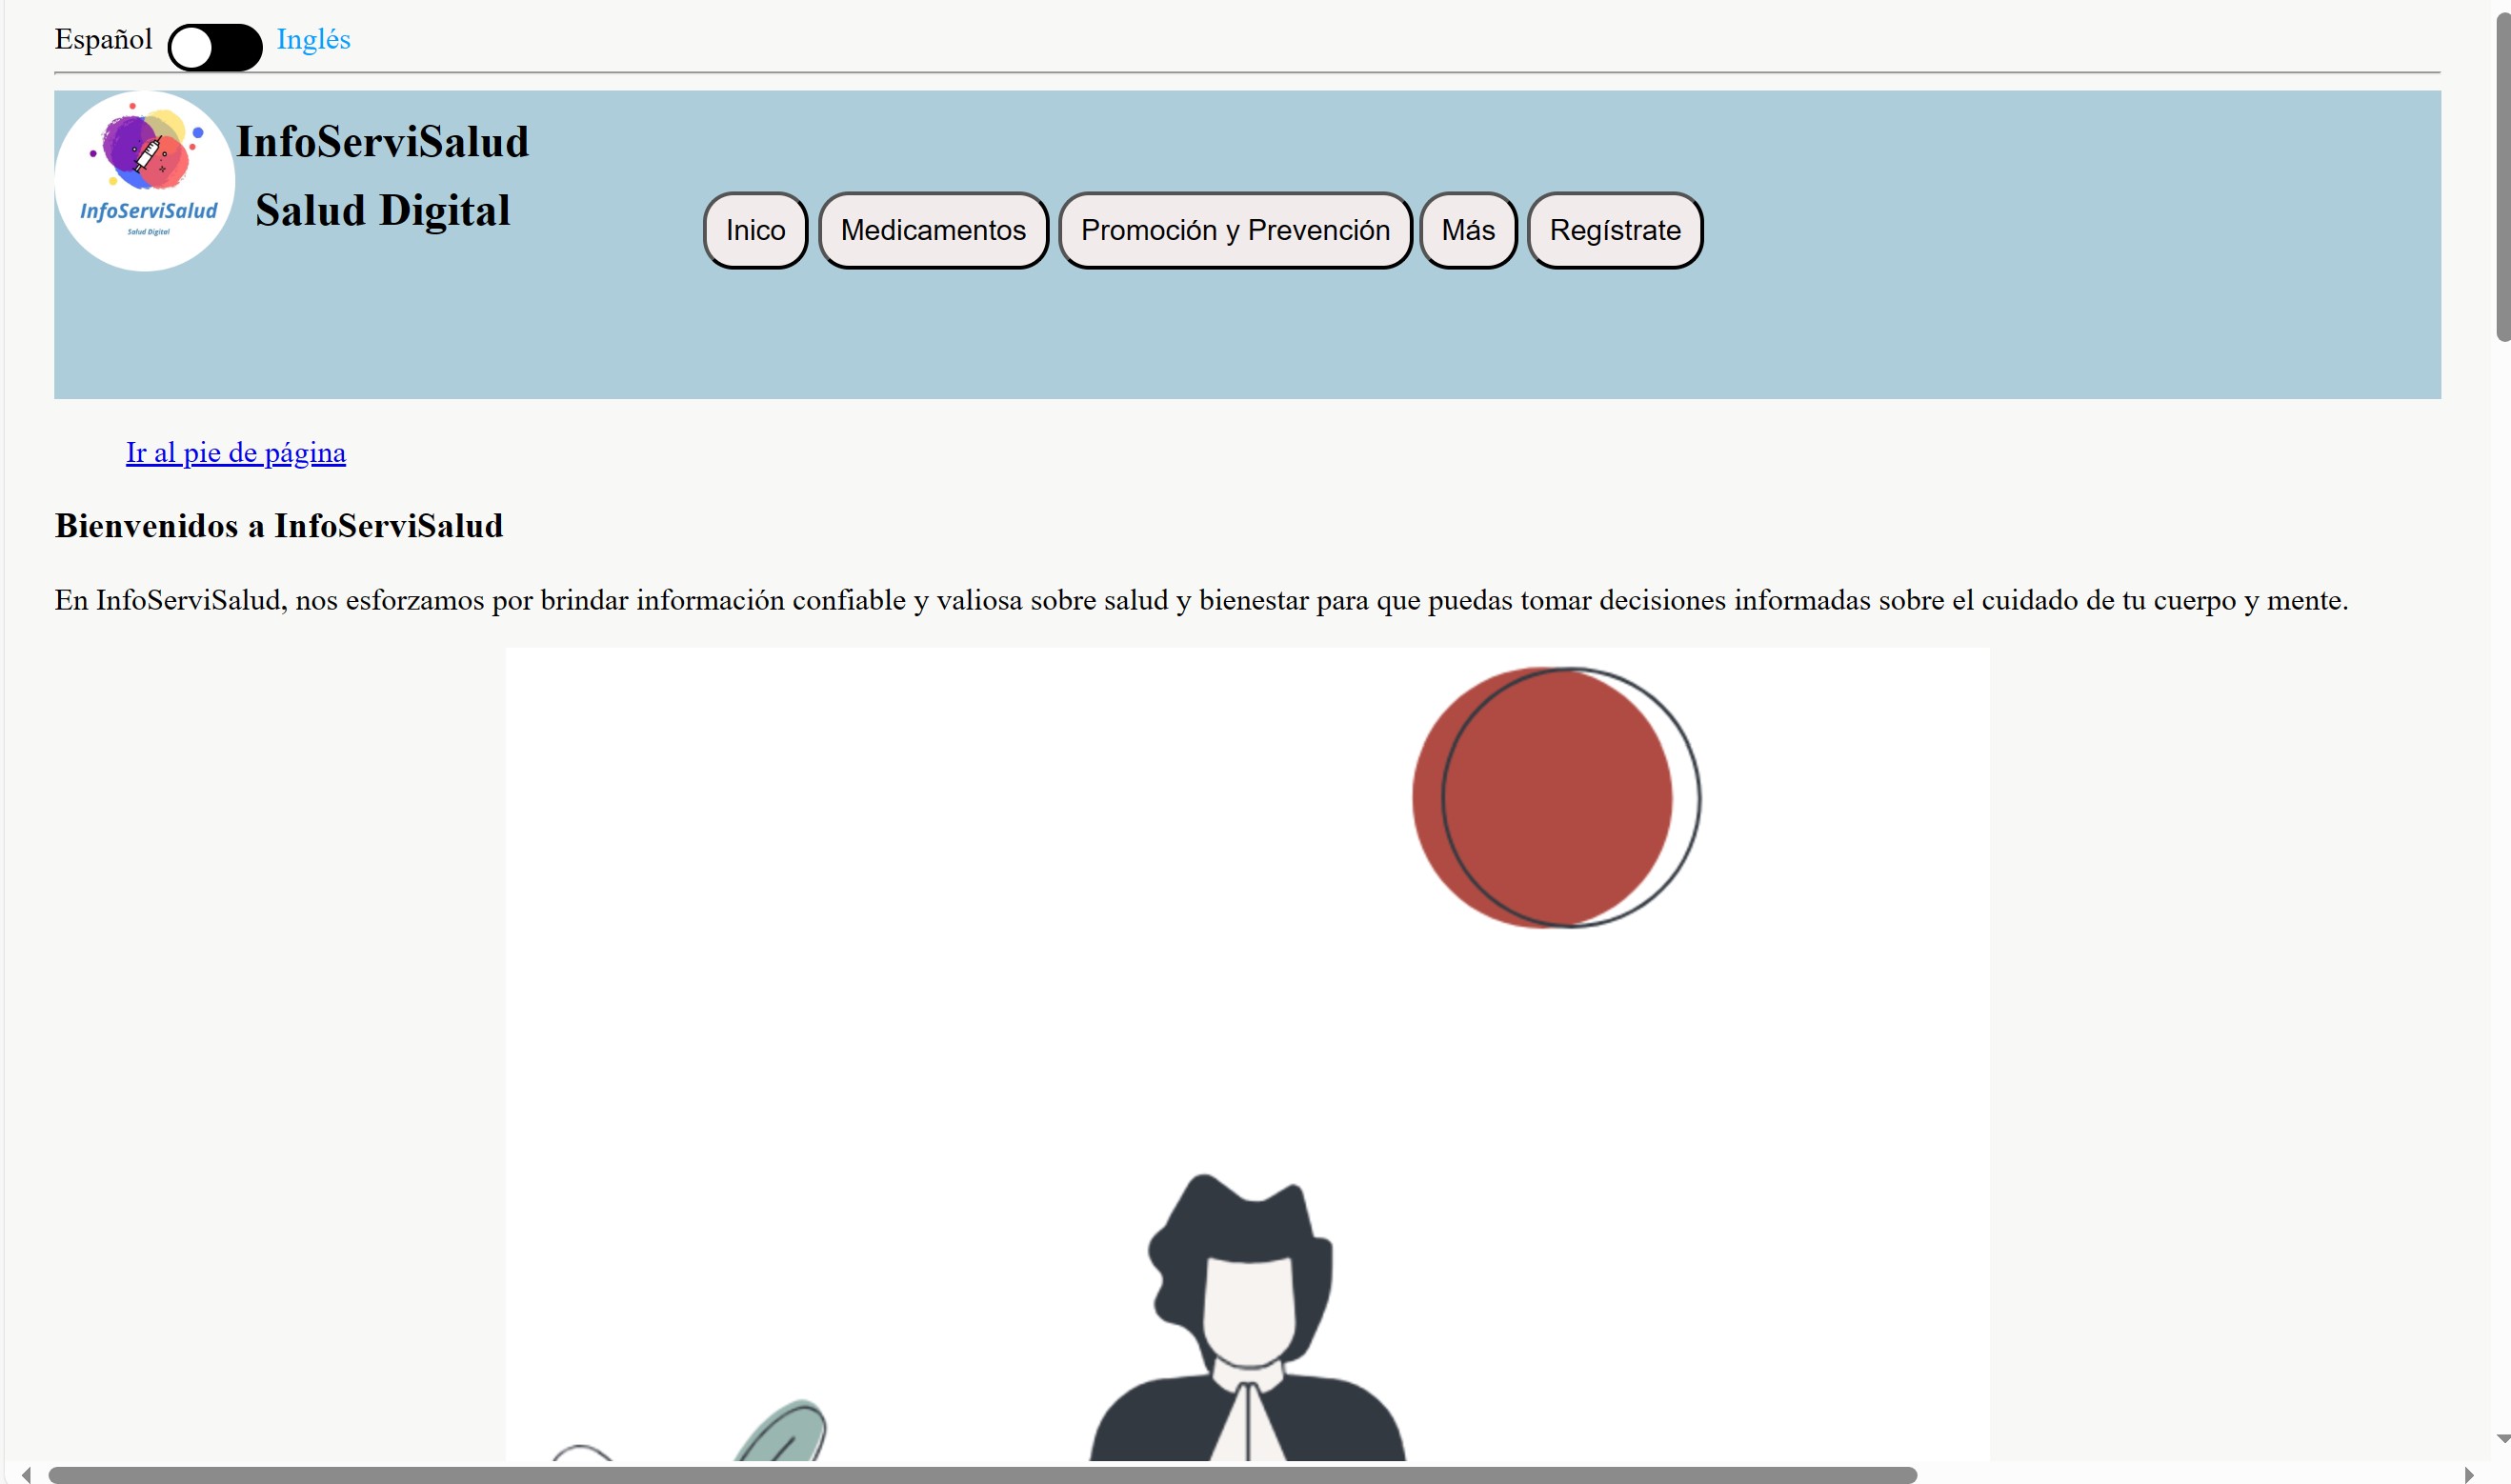 Español Inglés
InfoServiSalud
Salud Digital
InfoServiSalud
Salud Digital
Inico Medicamentos Promoción y Prevención Más Regístrate
Ir al pie de página
Bienvenidos a InfoServiSalud
En InfoServiSalud, nos esforzamos por brindar información confiable y valiosa sobre salud y bienestar para que puedas tomar decisiones informadas sobre el cuidado de tu cuerpo y mente.